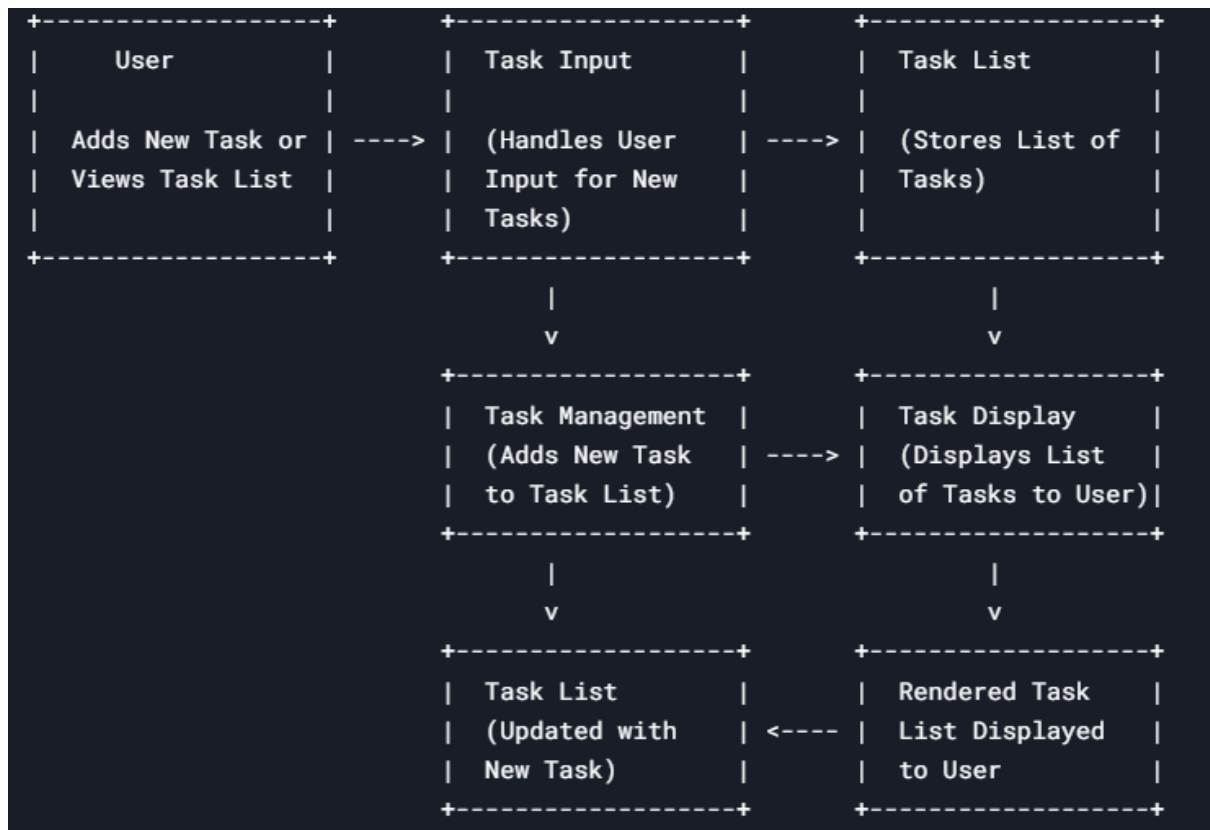 +-------------------+       +-------------------+       +-------------------+
|     User          |       |  Task Input       |       |  Task List        |
|                   |       |                   |       |                   |
|  Adds New Task or | ----> |  (Handles User    | ----> |  (Stores List of  |
|  Views Task List  |       |  Input for New    |       |  Tasks)           |
|                   |       |  Tasks)           |       |                   |
+-------------------+       +-------------------+       +-------------------+
                                   |                             |
                                   v                             v
                            +-------------------+       +-------------------+
                            |  Task Management  |       |  Task Display     |
                            |  (Adds New Task   | ----> |  (Displays List   |
                            |  to Task List)    |       |  of Tasks to User)|
                            +-------------------+       +-------------------+
                                   |                             |
                                   v                             v
                            +-------------------+       +-------------------+
                            |  Task List        |       |  Rendered Task    |
                            |  (Updated with    | <---- |  List Displayed   |
                            |  New Task)        |       |  to User          |
                            +-------------------+       +-------------------+